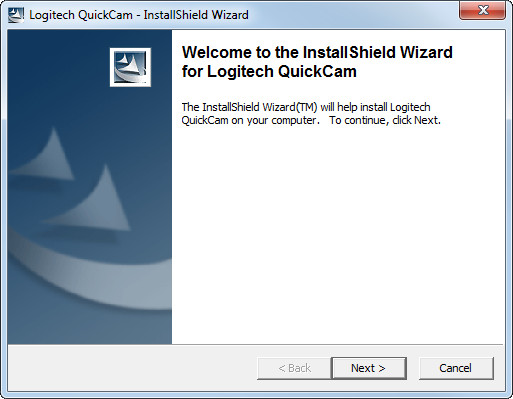 Logitech QuickCam - InstallShield Wizard
Welcome to the InstallShield Wizard
for Logitech QuickCam
The InstallShield Wizard(TM) will help install Logitech
QuickCam on your computer.   To continue, click Next.
< Back
Next >
Cancel